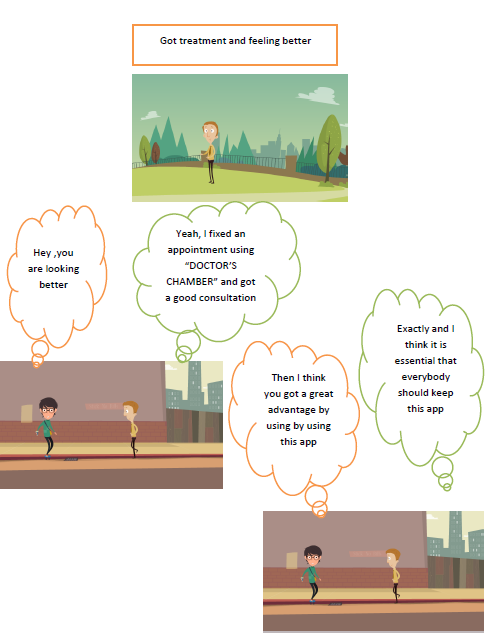 Got treatment and feeling better
Hey ,you
are looking
better
Yeah, I fixed an
appointment using
“DOCTOR’S
CHAMBER” and got
a good consultation
Then I think
you got a great
advantage by
using by using
this app
Exactly and I
think it is
essential that
everybody
should keep
this app